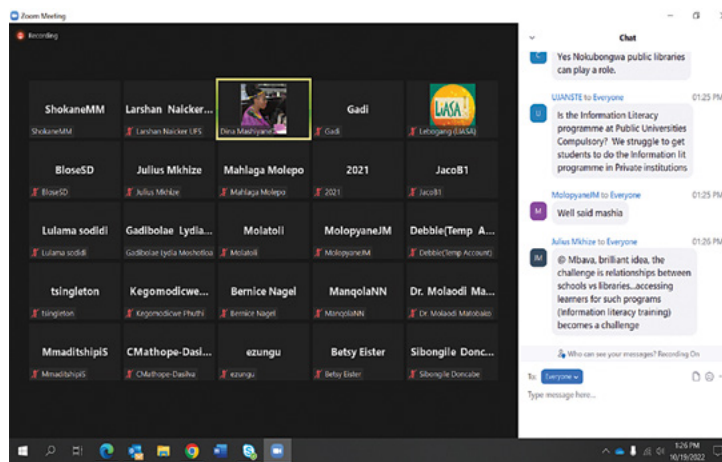 Zoom Meeting
Recording
ShokaneMM
ShokaneMM
Larshan Naicker...
Larshan Naicker UFS
Dina Mashiyane
Gadi
Gadi
LIASA
Lebogang (LIASA)
BloseSD
BloseSD
Julius Mkhize
Julius Mkhize
Mahlaga Molepo
Mahlaga Molepo
2021
2021
JacoB1
JacoB1
Lulama sodidi
Lulama sodidi
Gadibolae Lydia...
Gadibolae Lydia Moshotloa
Molatoli
Molatoli
MolopyaneJM
MolopyaneJM
Debbie(Temp A...
Debbie(Temp Account)
tsingleton
tsingleton
Kegomodicwe...
Kegomodicwe Phuthi
Bernice Nagel
Bernice Nagel
ManqolaNN
ManqolaNN
Dr. Molaodi Ma...
Dr. Molaodi Matobako
MmaditshipiS
MmaditshipiS
CMathope-Dasi...
CMathope-Dasilva
ezungu
ezungu
Betsy Eister
Betsy Eister
Sibongile Donc...
Sibongile Doncabe
Chat
Yes Nokubongwa public libraries
can play a role.
UJANSTE to Everyone 01:25 PM
U
Is the Information Literacy
programme at Public Universities
Compulsory? We struggle to get
students to do the Information lit
programme in Private institutions
MolopyaneJM to Everyone 01:25 PM
M
Well said mashia
Julius Mkhize to Everyone 01:26 PM
JM
@ Mbava, brilliant idea, the
challenge is relationships between
schools vs libraries...accessing
learners for such programs
(Information literacy training)
becomes a challenge
Who can see your messages? Recording On
To: Everyone
Type message here...
1:26 PM
10/19/2022